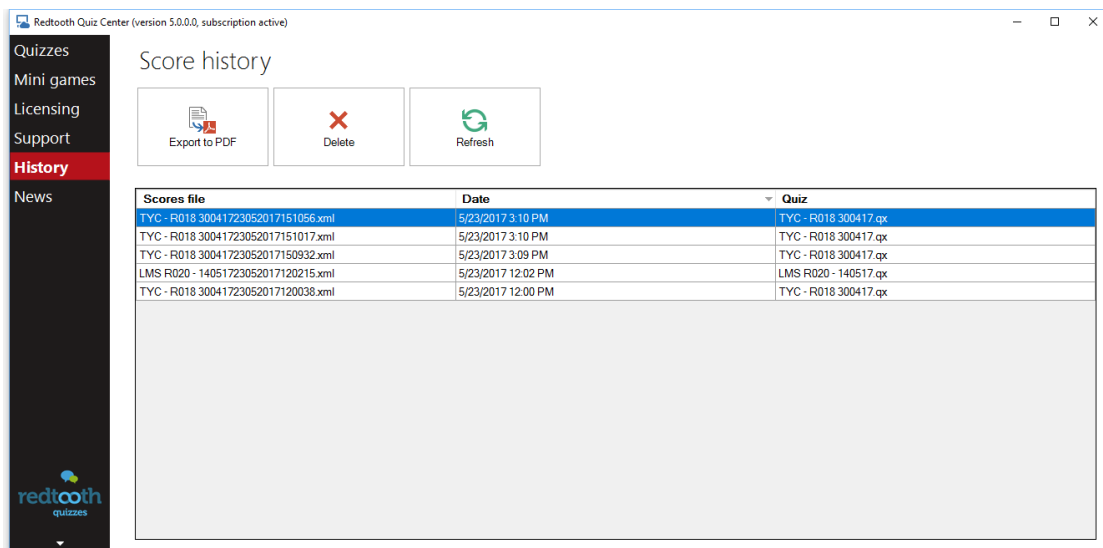 Redtooth Quiz Center (version 5.0.0.0, subscription active)
Quizzes
Mini games
Licensing
Support
History
News
redtooth
quizzes
Score history
Export to PDF Delete Refresh
Scores file Date Quiz
TYC - R018 30041723052017151056.xml 5/23/2017 3:10 PM TYC - R018 300417.qx
TYC - R018 30041723052017151017.xml 5/23/2017 3:10 PM TYC - R018 300417.qx
TYC - R018 30041723052017150932.xml 5/23/2017 3:09 PM TYC - R018 300417.qx
LMS R020 - 14051723052017120215.xml 5/23/2017 12:02 PM LMS R020 - 140517.qx
TYC - R018 30041723052017120038.xml 5/23/2017 12:00 PM TYC - R018 300417.qx